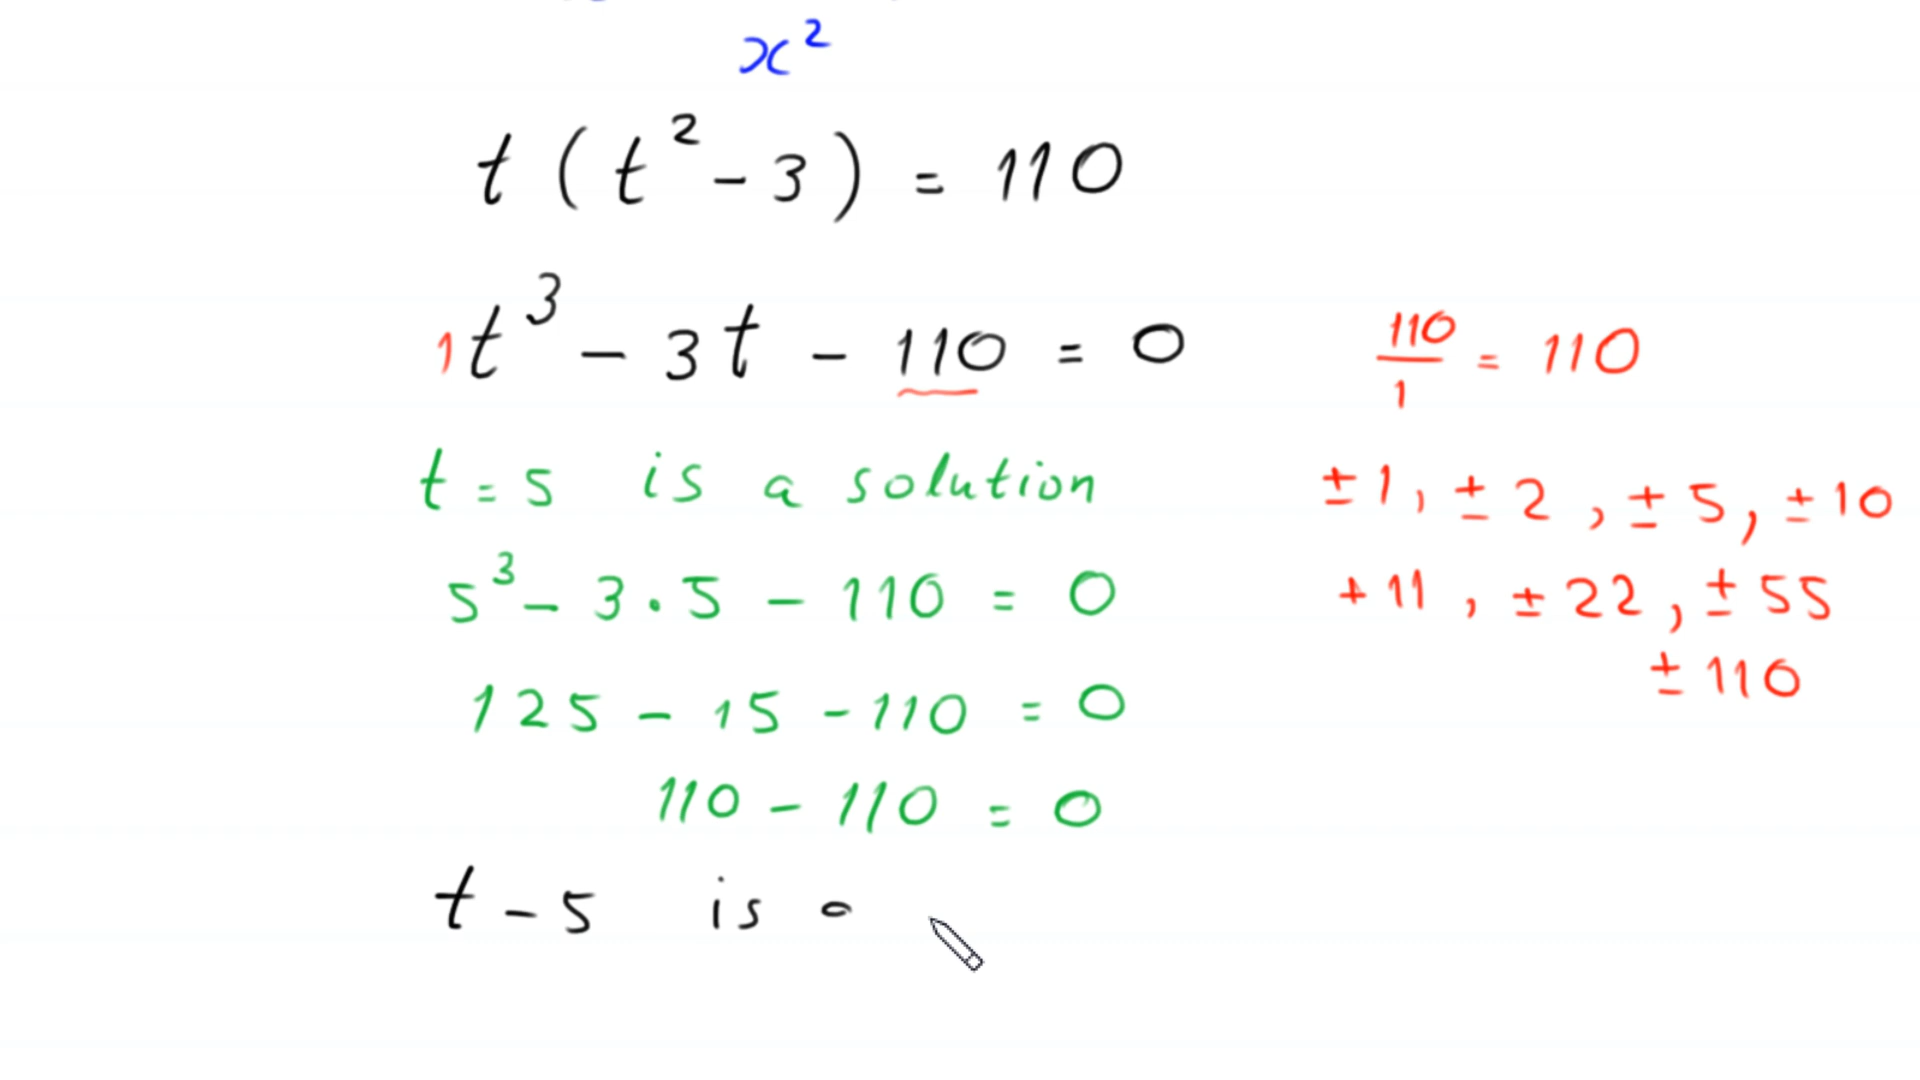 x²
t(t² - 3) = 110
1t³ - 3t - 110 = 0
110/1 = 110
t = 5 is a solution
±1, ±2, ±5, ±10
5³ - 3·5 - 110 = 0
+11, ±22, ±55
±110
125 - 15 - 110 = 0
110 - 110 = 0
t - 5 is